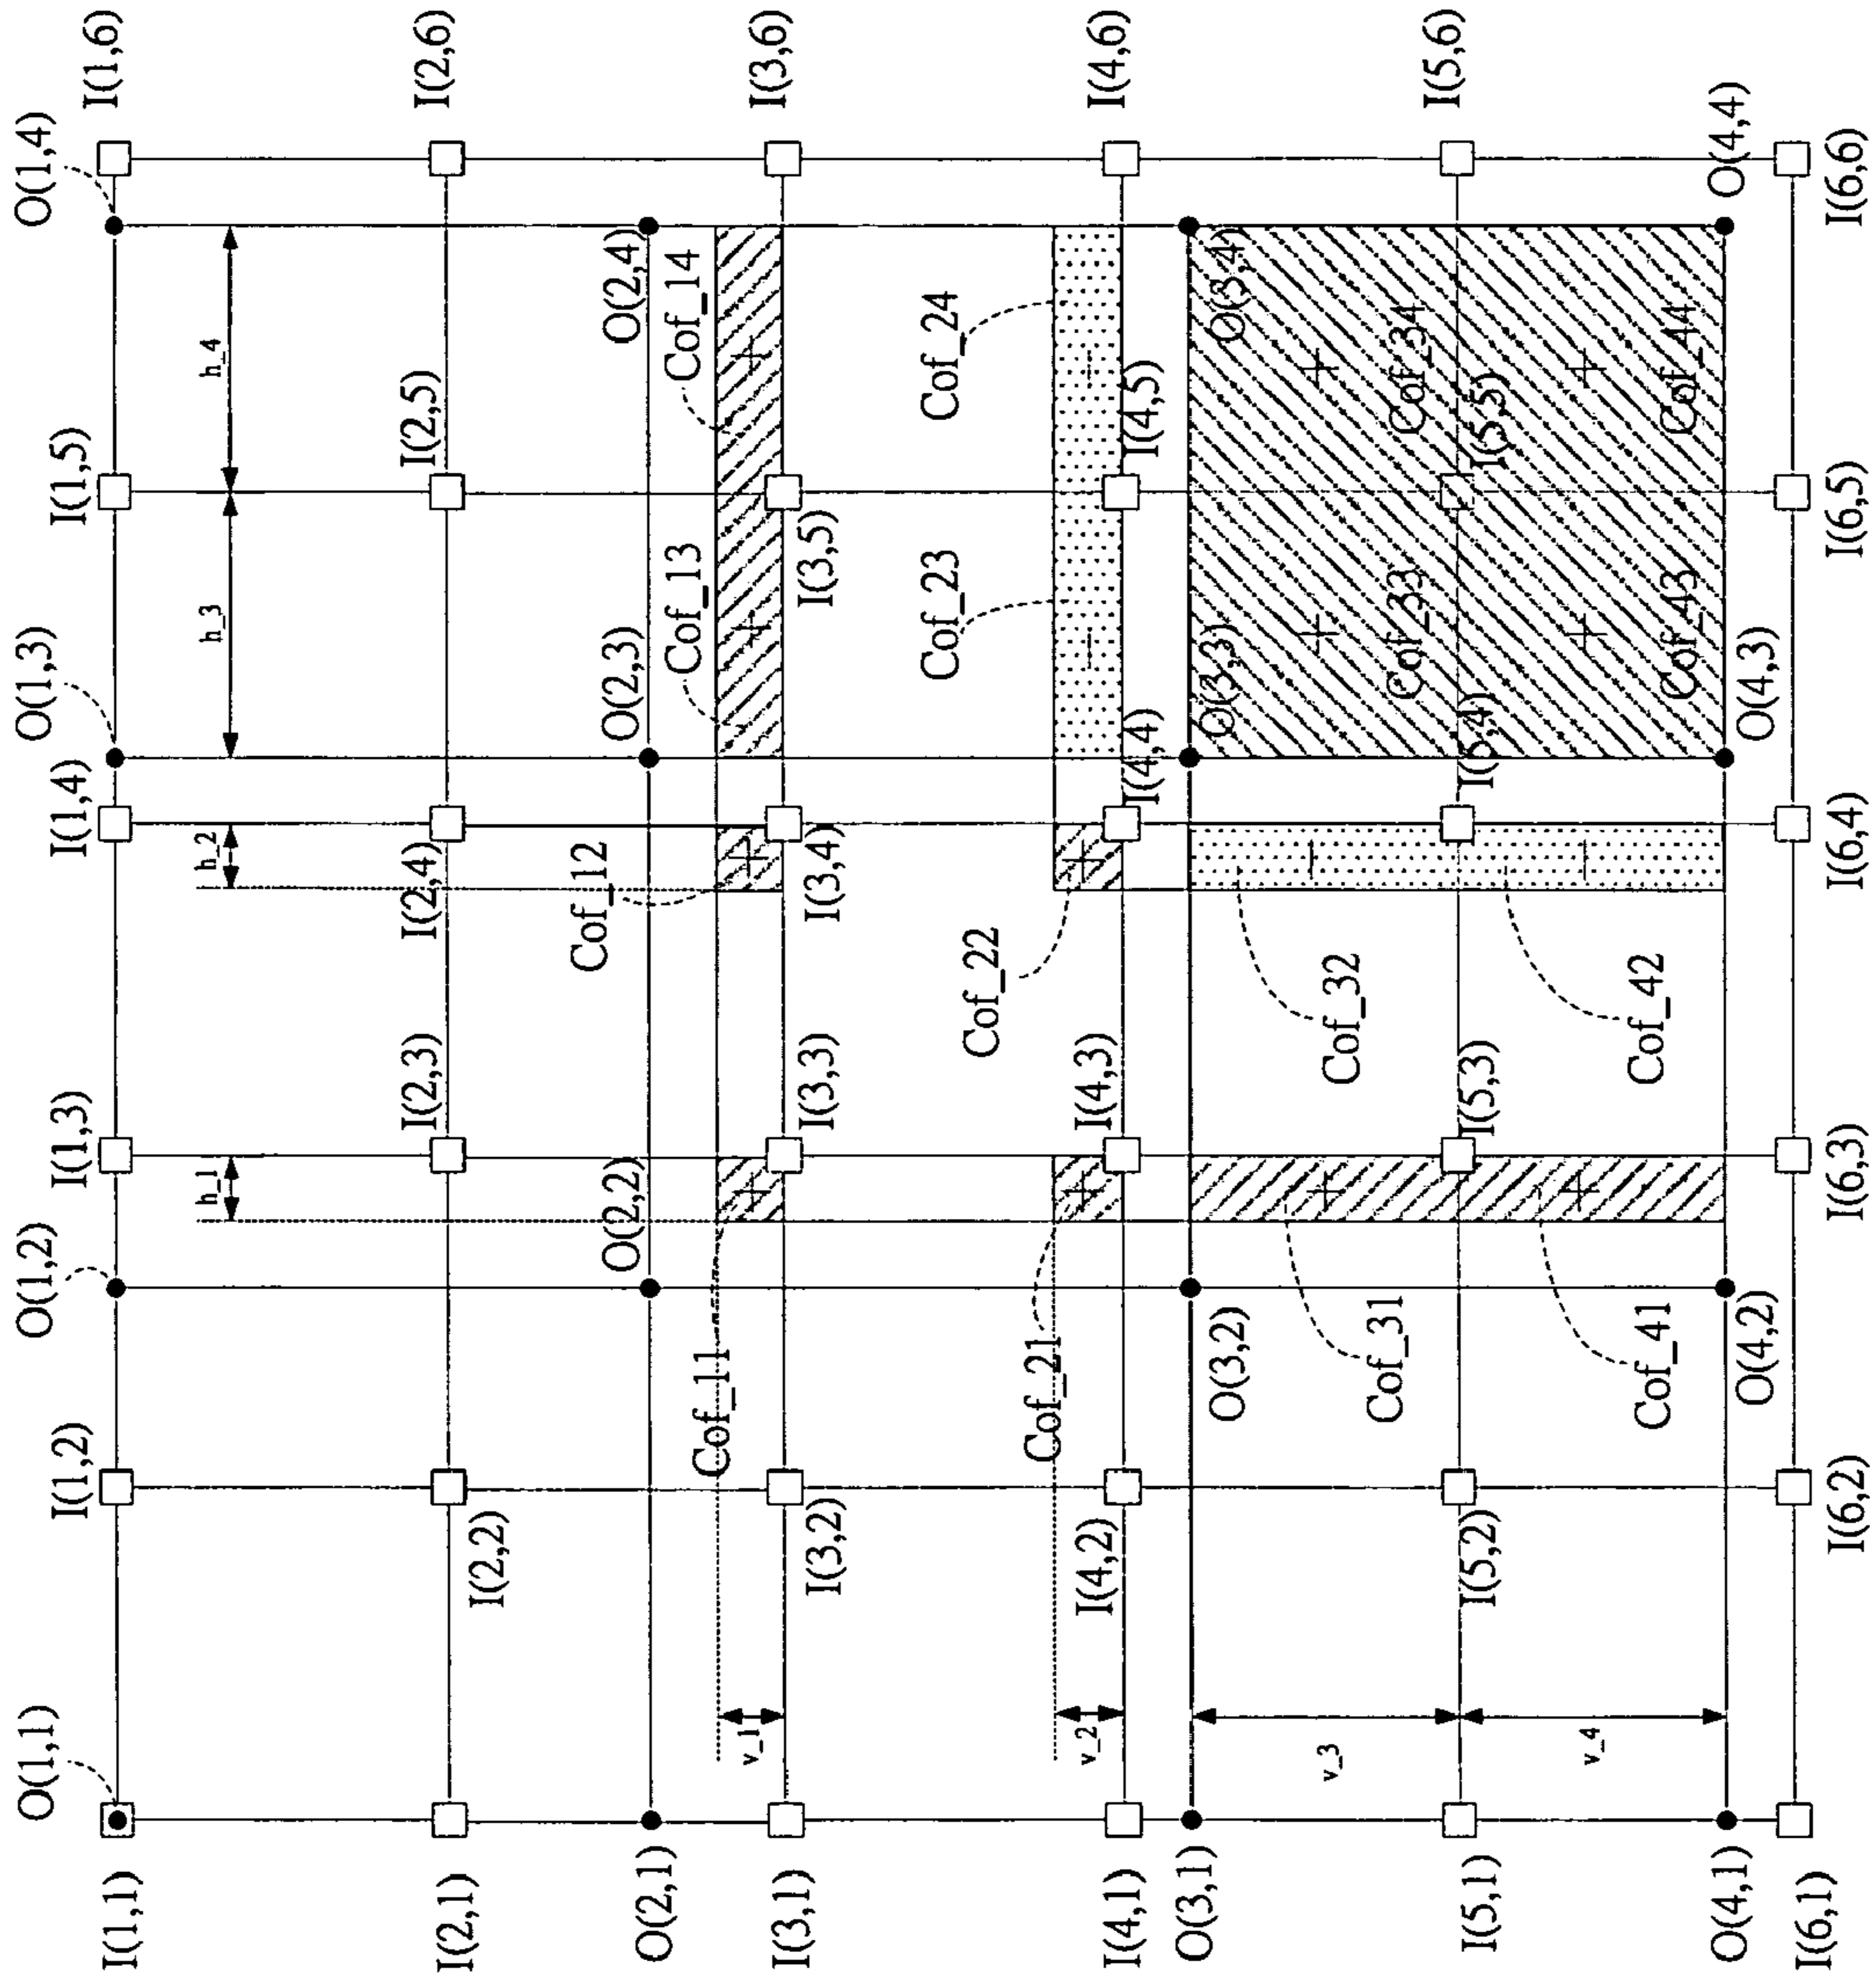 O(1,1)
O(1,2)
O(1,3)
O(1,4)
I(1,1)
I(1,2)
I(1,3)
I(1,4)
I(1,5)
I(1,6)
h_1
h_2
h_3
h_4
I(2,1)
I(2,2)
I(2,3)
I(2,4)
I(2,5)
I(2,6)
O(2,1)
O(2,2)
O(2,3)
O(2,4)
Cof_11
Cof_12
Cof_13
Cof_14
v_1
I(3,1)
I(3,2)
I(3,3)
I(3,4)
I(3,5)
I(3,6)
Cof_21
Cof_22
Cof_23
Cof_24
v_2
I(4,1)
I(4,2)
I(4,3)
I(4,4)
I(4,5)
I(4,6)
O(3,1)
O(3,2)
O(3,3)
O(3,4)
v_3
Cof_31
Cof_32
Cof_33
Cof_34
I(5,1)
I(5,2)
I(5,3)
I(5,4)
I(5,5)
I(5,6)
v_4
Cof_41
Cof_42
Cof_43
Cof_44
O(4,1)
O(4,2)
O(4,3)
O(4,4)
I(6,1)
I(6,2)
I(6,3)
I(6,4)
I(6,5)
I(6,6)